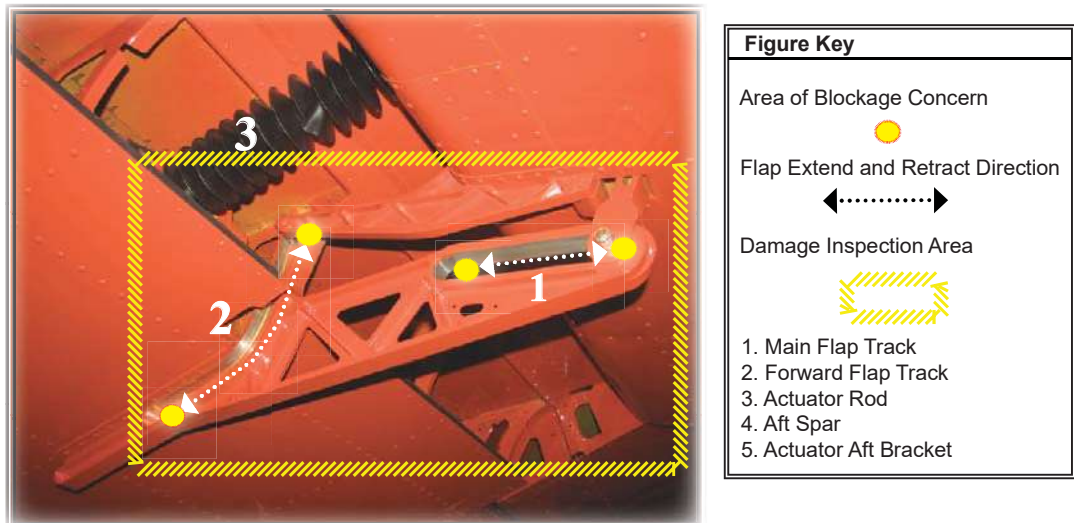 3
1
2
Figure Key
Area of Blockage Concern
Flap Extend and Retract Direction
Damage Inspection Area
1. Main Flap Track
2. Forward Flap Track
3. Actuator Rod
4. Aft Spar
5. Actuator Aft Bracket